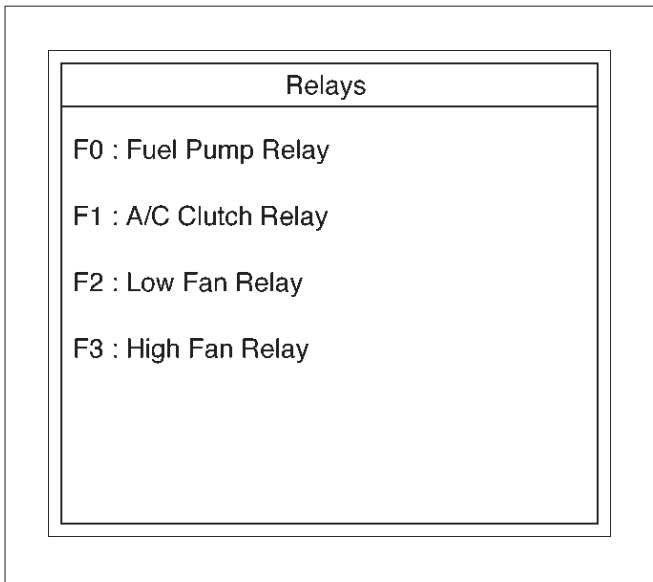 Relays
F0 : Fuel Pump Relay
F1 : A/C Clutch Relay
F2 : Low Fan Relay
F3 : High Fan Relay